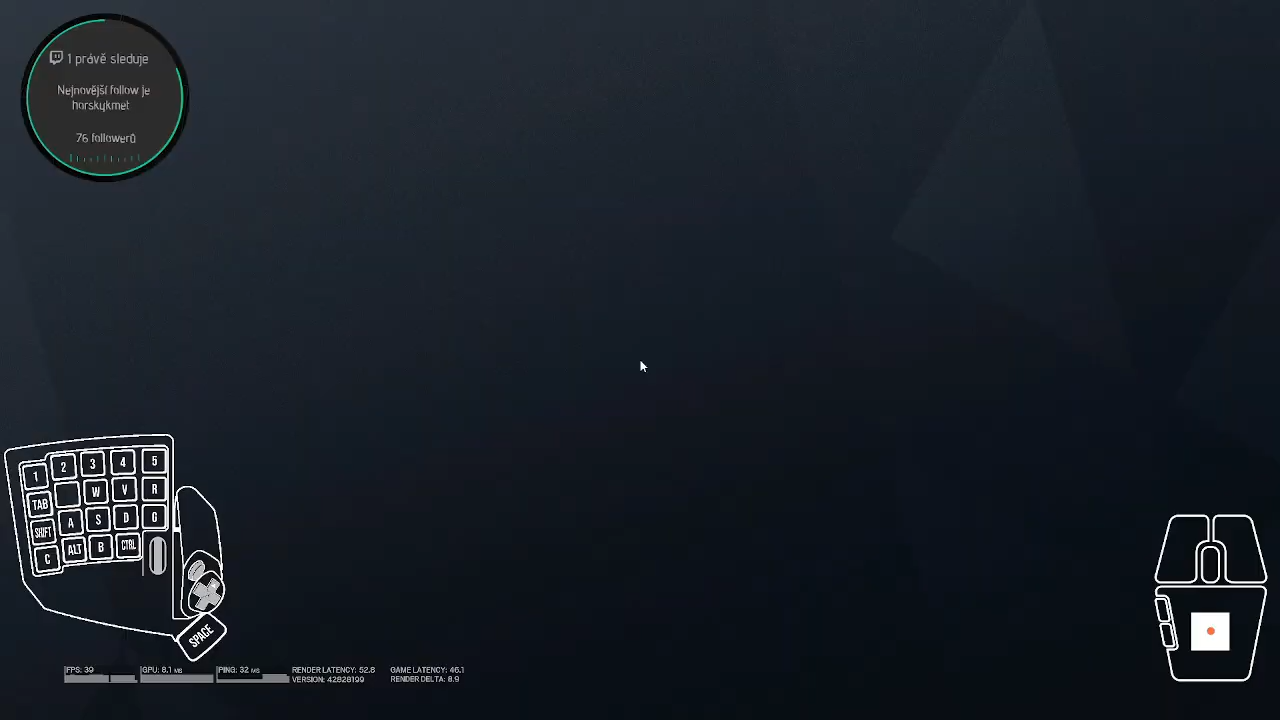 1 právě sleduje
Nejnovější follow je
horskykmet
76 followerů
1 2 3 4 5
TAB W V R
SHIFT A S D G
C ALT B CTRL
SPACE
FPS: 39 GPU: 8.1 MS PING: 32 MS RENDER LATENCY: 52.8 GAME LATENCY: 46.1
VERSION: 42828199 RENDER DELTA: 8.9